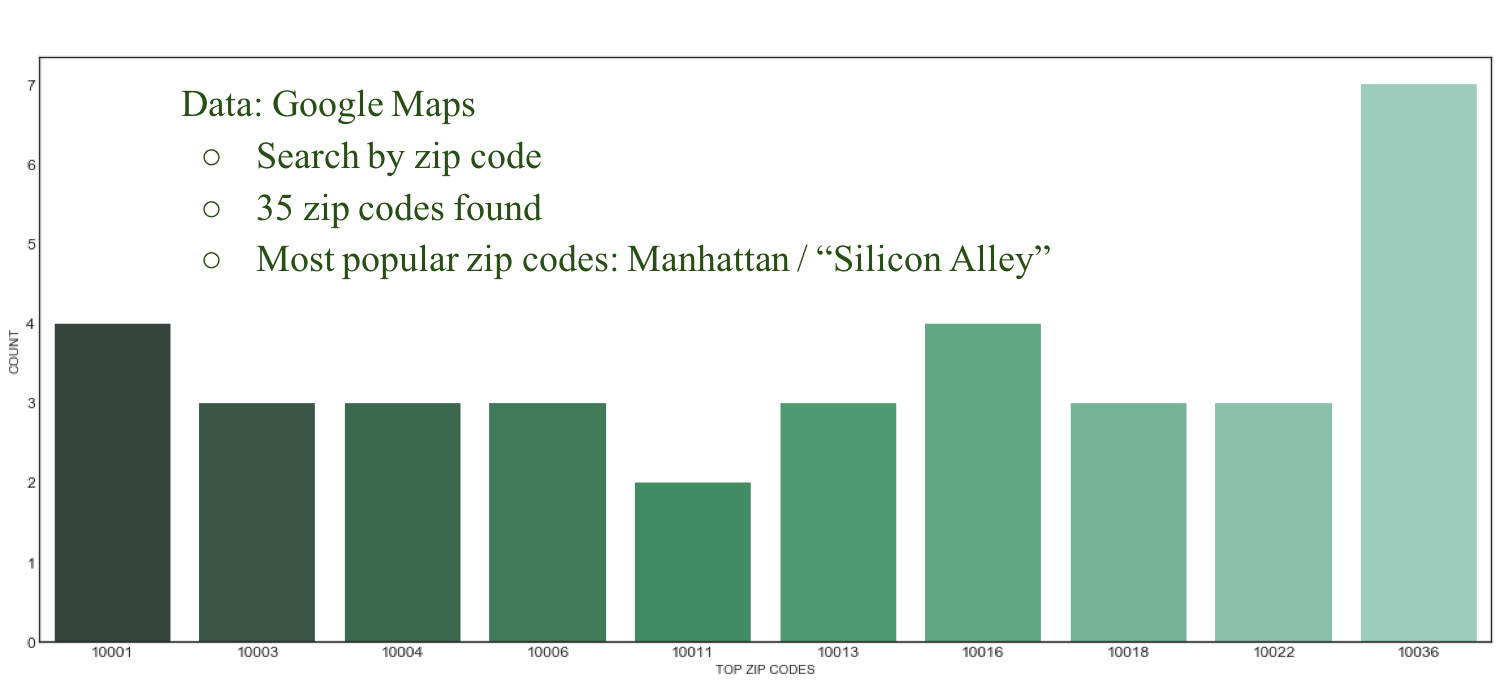 Data: Google Maps
○ Search by zip code
○ 35 zip codes found
○ Most popular zip codes: Manhattan / “Silicon Alley”
7
6
5
4
3
2
1
0
COUNT
10001 10003 10004 10006 10011 10013 10016 10018 10022 10036
TOP ZIP CODES